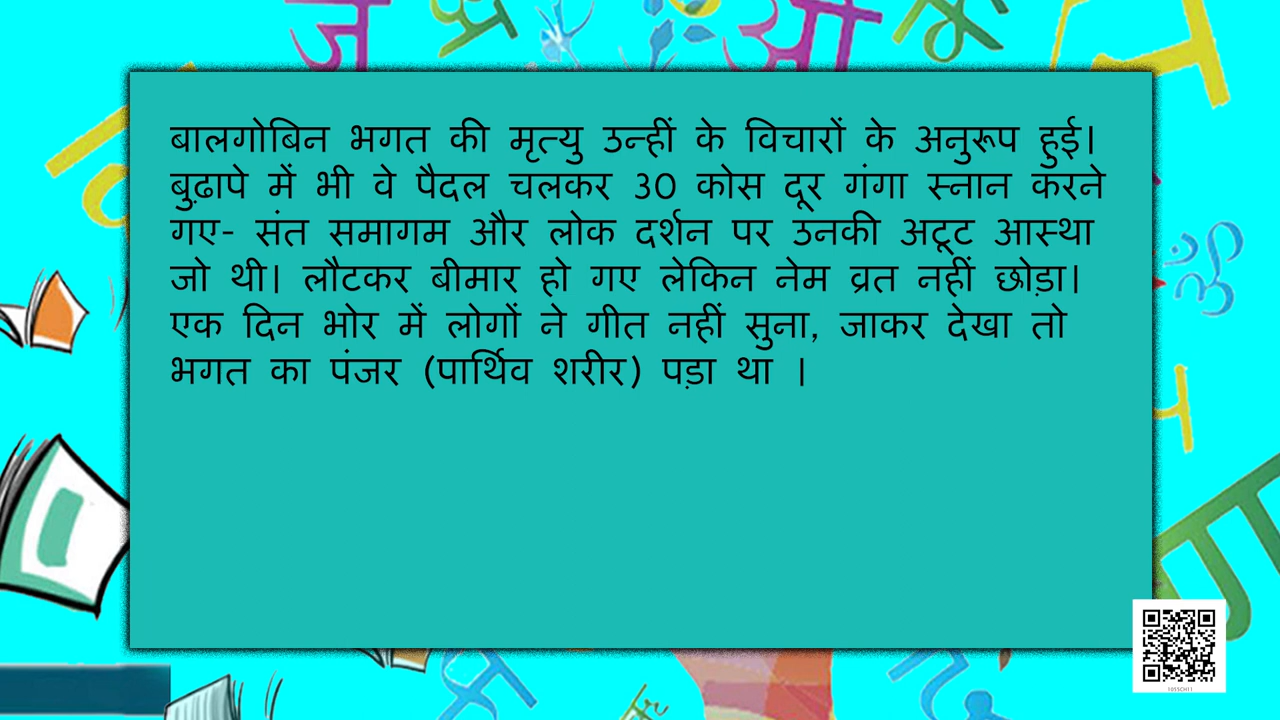 बालगोबिन भगत की मृत्यु उन्हीं के विचारों के अनुरूप हुई।
बुढ़ापे में भी वे पैदल चलकर 30 कोस दूर गंगा स्नान करने
गए- संत समागम और लोक दर्शन पर उनकी अटूट आस्था
जो थी। लौटकर बीमार हो गए लेकिन नेम व्रत नहीं छोड़ा।
एक दिन भोर में लोगों ने गीत नहीं सुना, जाकर देखा तो
भगत का पंजर (पार्थिव शरीर) पड़ा था ।